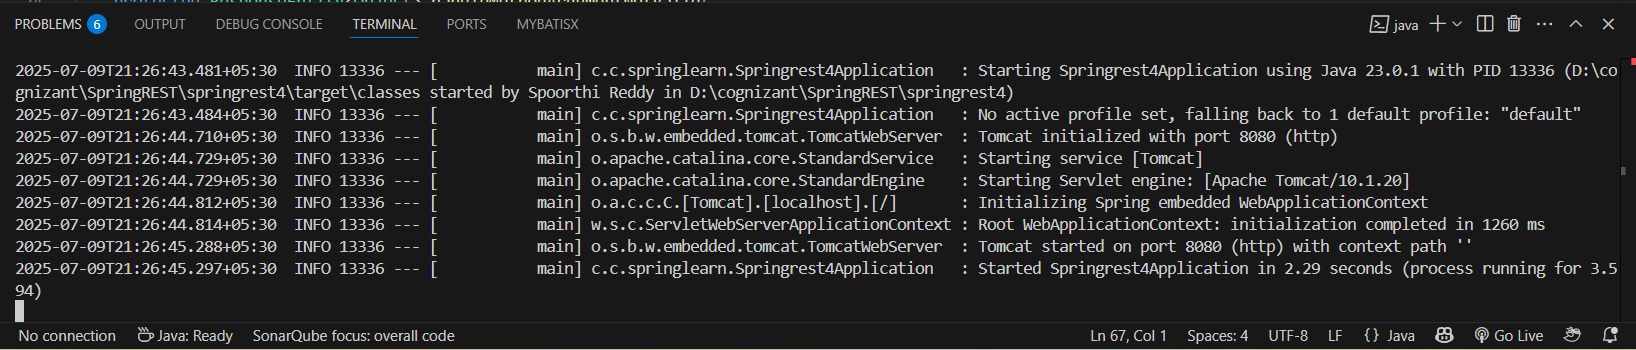 PROBLEMS 6 OUTPUT DEBUG CONSOLE TERMINAL PORTS MYBATISX java
2025-07-09T21:26:43.481+05:30  INFO 13336 --- [           main] c.c.springlearn.Springrest4Application   : Starting Springrest4Application using Java 23.0.1 with PID 13336 (D:\co
gnizant\SpringREST\springrest4\target\classes started by Spoorthi Reddy in D:\cognizant\SpringREST\springrest4)
2025-07-09T21:26:43.484+05:30  INFO 13336 --- [           main] c.c.springlearn.Springrest4Application   : No active profile set, falling back to 1 default profile: "default"
2025-07-09T21:26:44.710+05:30  INFO 13336 --- [           main] o.s.b.w.embedded.tomcat.TomcatWebServer  : Tomcat initialized with port 8080 (http)
2025-07-09T21:26:44.729+05:30  INFO 13336 --- [           main] o.apache.catalina.core.StandardService   : Starting service [Tomcat]
2025-07-09T21:26:44.729+05:30  INFO 13336 --- [           main] o.apache.catalina.core.StandardEngine    : Starting Servlet engine: [Apache Tomcat/10.1.20]
2025-07-09T21:26:44.812+05:30  INFO 13336 --- [           main] o.a.c.c.C.[Tomcat].[localhost].[/]       : Initializing Spring embedded WebApplicationContext
2025-07-09T21:26:44.814+05:30  INFO 13336 --- [           main] w.s.c.ServletWebServerApplicationContext : Root WebApplicationContext: initialization completed in 1260 ms
2025-07-09T21:26:45.288+05:30  INFO 13336 --- [           main] o.s.b.w.embedded.tomcat.TomcatWebServer  : Tomcat started on port 8080 (http) with context path ''
2025-07-09T21:26:45.297+05:30  INFO 13336 --- [           main] c.c.springlearn.Springrest4Application   : Started Springrest4Application in 2.29 seconds (process running for 3.5
94)
No connection Java: Ready SonarQube focus: overall code Ln 67, Col 1 Spaces: 4 UTF-8 LF {} Java Go Live